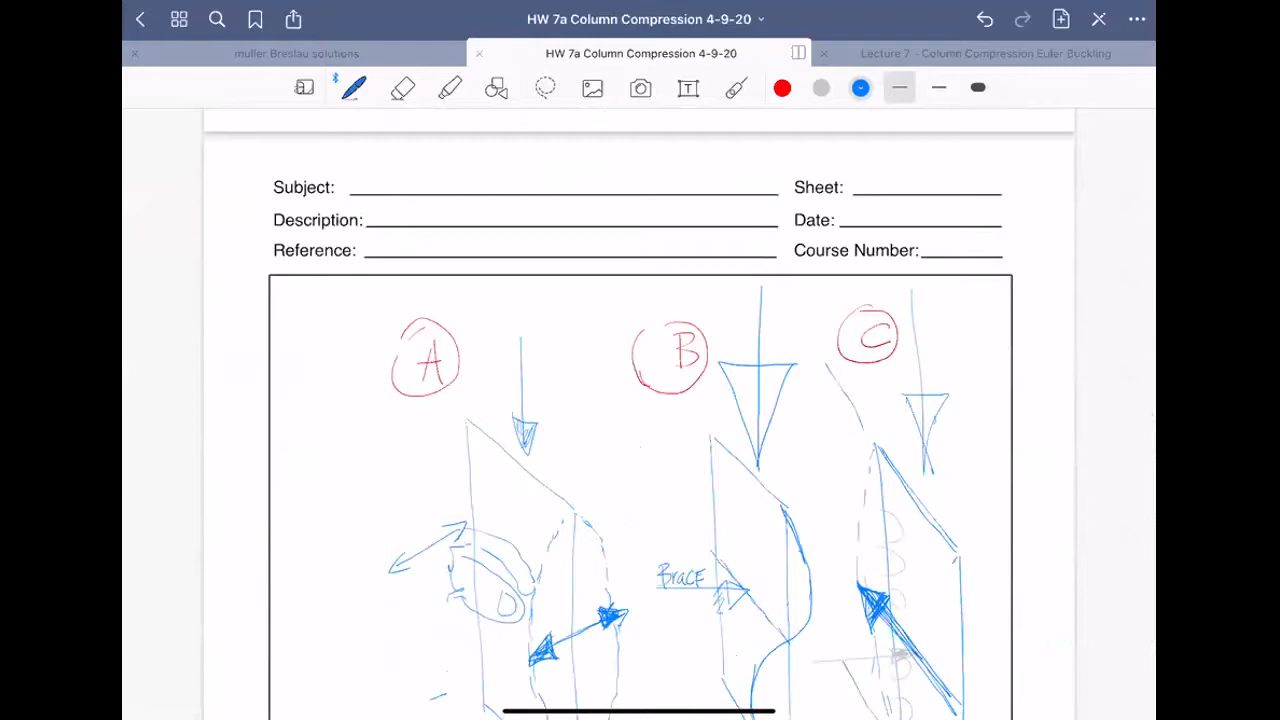 HW 7a Column Compression 4-9-20
muller Breslau solutions
HW 7a Column Compression 4-9-20
Lecture 7 - Column Compression Euler Buckling
T
Subject:
Sheet:
Description:
Date:
Reference:
Course Number:
A
B
C
Brace